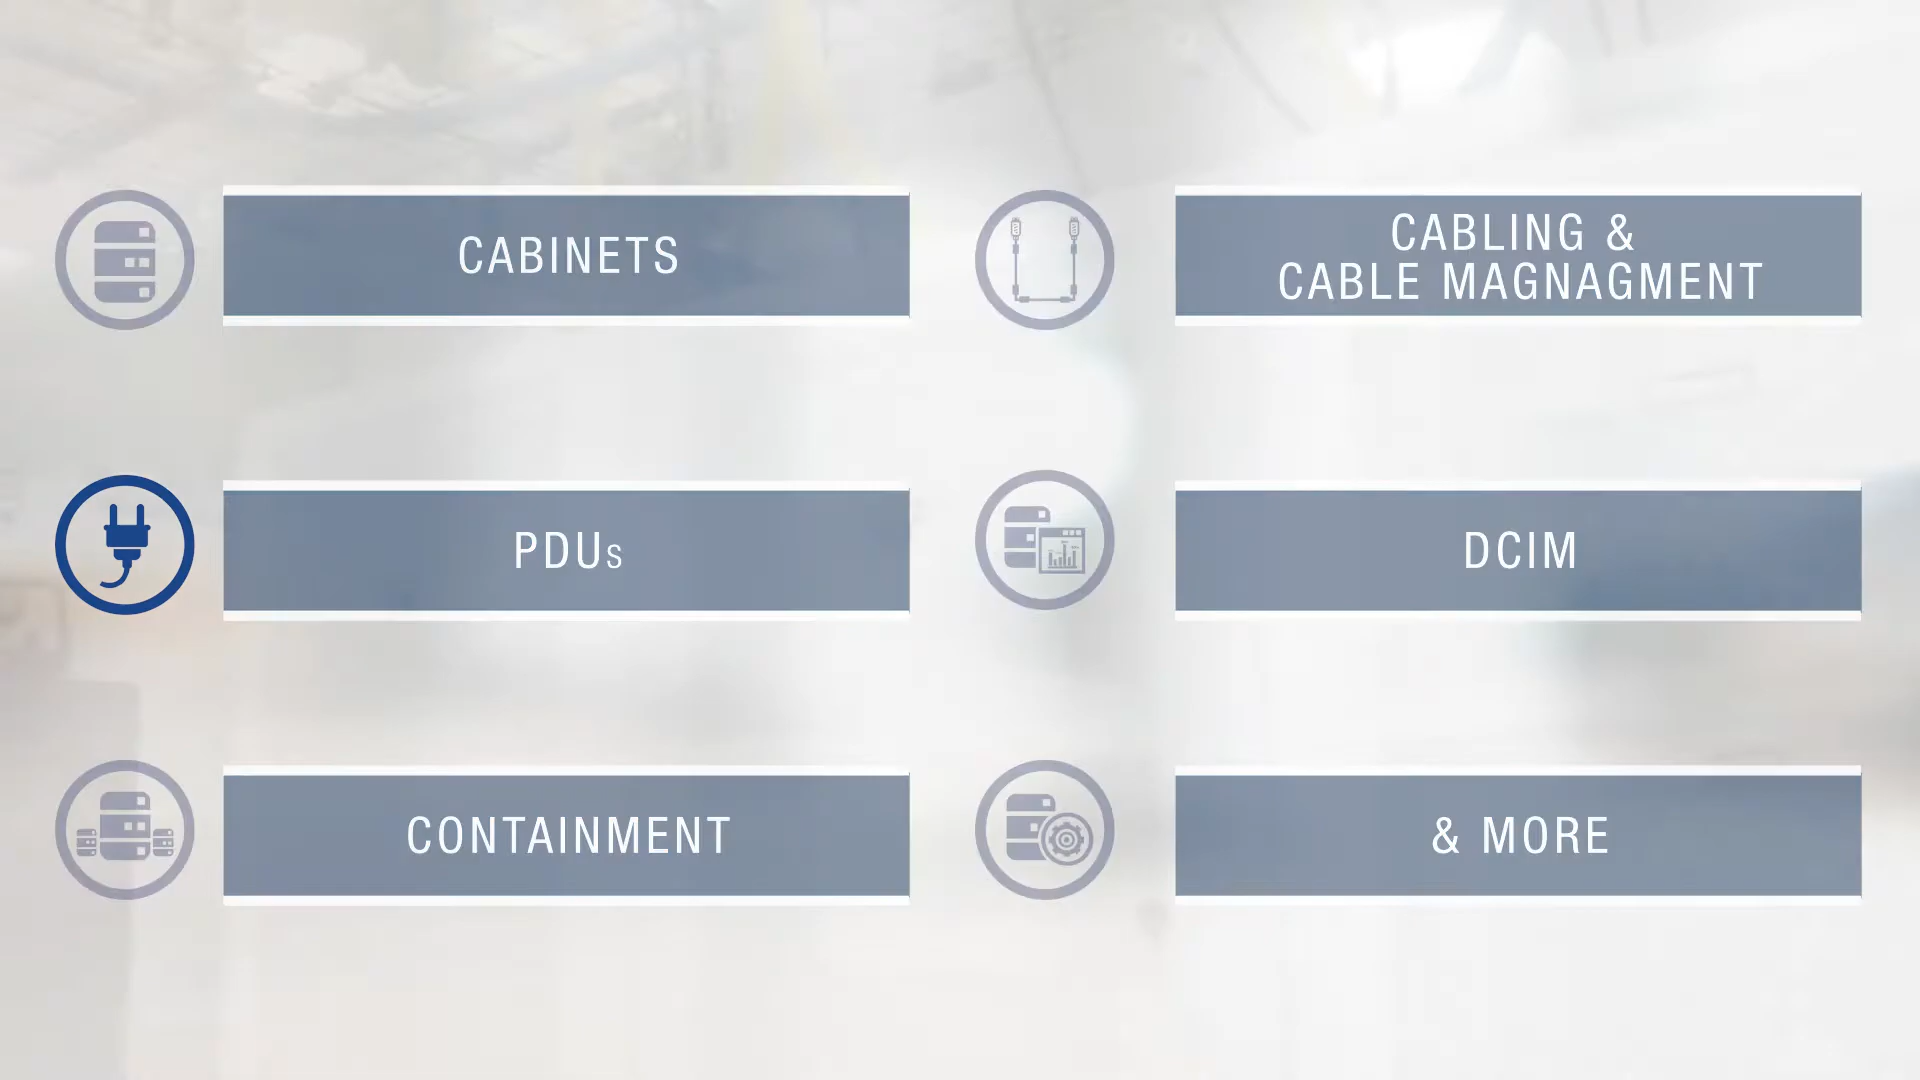 CABINETS
CABLING &
CABLE MAGNAGMENT
PDUs
DCIM
CONTAINMENT
& MORE